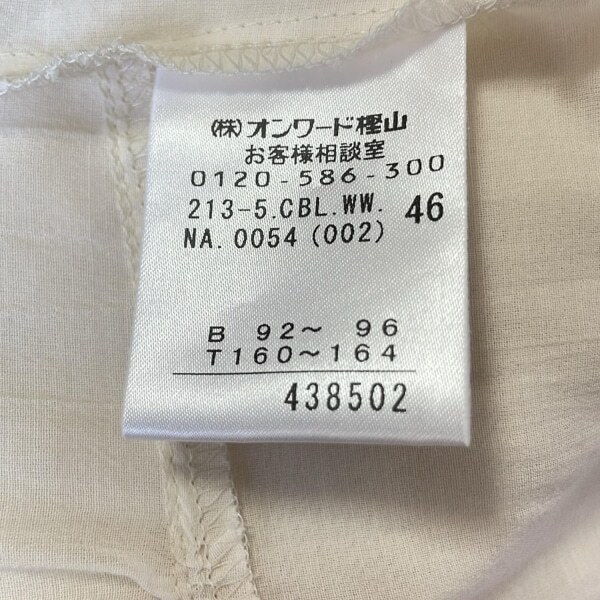 (株)オンワード樫山
お客様相談室
0120-586-300
213-5.CBL.WW. 46
NA.0054(002)
B 92～ 96
T160～164
438502